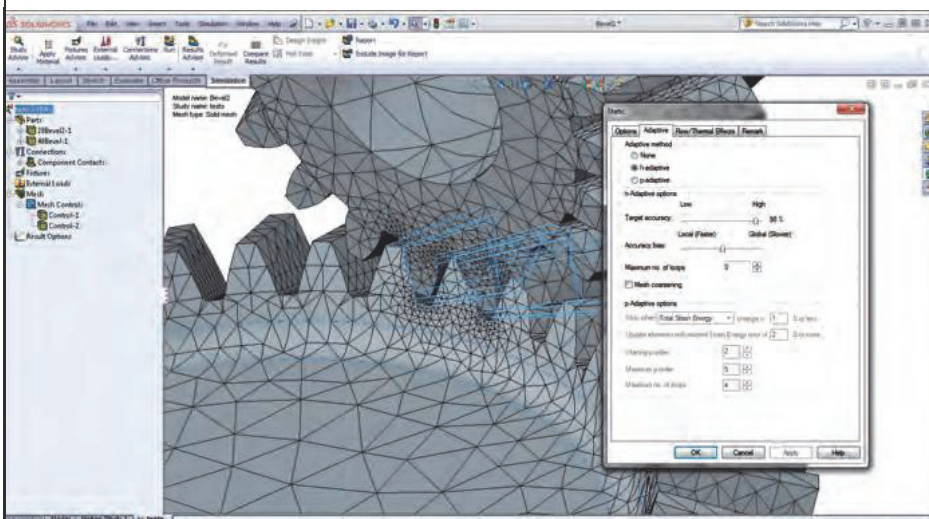 SOLIDWORKS File Edit View Insert Tools Simulation Window Help
Bevel2 *
Search SolidWorks Help
Study Advisor
Apply Material
Fixtures Advisor
External Loads...
Connections Advisor
Run
Results Advisor
Deformed Result
Compare Results
Design Insight
Plot Tools
Report
Include Image for Report
Assembly Layout Sketch Evaluate Office Products Simulation
Model name: Bevel2
Study name: tests
Mesh type: Solid mesh
Parts
Connections
Component Contacts
Fixtures
External Loads
Mesh
Mesh Controls
Control-1
Control-2
Result Options
Static
Options Adaptive Flow/Thermal Effects Remark
Adaptive method
None
h-adaptive
p-adaptive
h-Adaptive options
Low High
Target accuracy: %
Local (Faster) Global (Slower)
Accuracy bias:
Maximum no. of loops 3
Mesh coarsening
p-Adaptive options
Stop when Total Strain Energy change is 1 % or less
Update elements with relative Strain Energy error of 2 % or more
Starting p-order 2
Maximum p-order 5
Maximum no. of loops 4
OK Cancel Apply Help